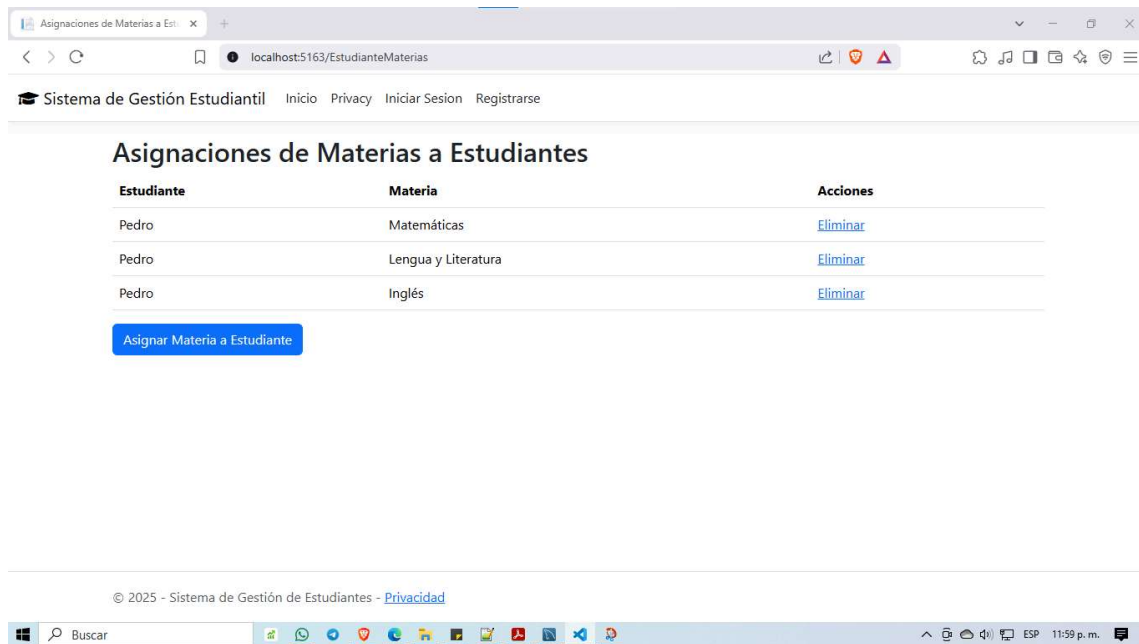 Asignaciones de Materias a Est
localhost:5163/EstudianteMaterias
Sistema de Gestión Estudiantil Inicio Privacy Iniciar Sesion Registrarse
Asignaciones de Materias a Estudiantes
Estudiante Materia Acciones
Pedro Matemáticas Eliminar
Pedro Lengua y Literatura Eliminar
Pedro Inglés Eliminar
Asignar Materia a Estudiante
© 2025 - Sistema de Gestión de Estudiantes - Privacidad
Buscar ESP 11:59 p. m.